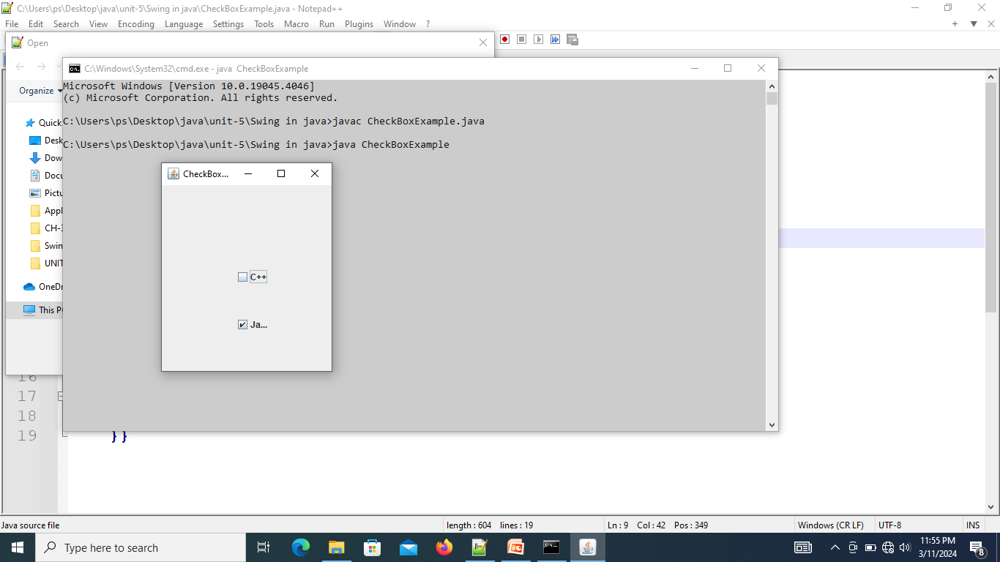 C:\Users\ps\Desktop\java\unit-5\Swing in java\CheckBoxExample.java - Notepad++
File Edit Search View Encoding Language Settings Tools Macro Run Plugins Window ?
Open
C:\Windows\System32\cmd.exe - java CheckBoxExample
Organize
Microsoft Windows [Version 10.0.19045.4046]
(c) Microsoft Corporation. All rights reserved.
C:\Users\ps\Desktop\java\unit-5\Swing in java>javac CheckBoxExample.java
C:\Users\ps\Desktop\java\unit-5\Swing in java>java CheckBoxExample
Quick
Desk
Dow
Docu
Pictu
Appl
CH-3
Swin
UNIT
OneDr
This P
CheckBox...
C++
Ja...
16
17
18
19 } }
Java source file length : 604 lines : 19 Ln : 9 Col : 42 Pos : 349 Windows (CR LF) UTF-8 INS
Type here to search
11:55 PM
3/11/2024
8